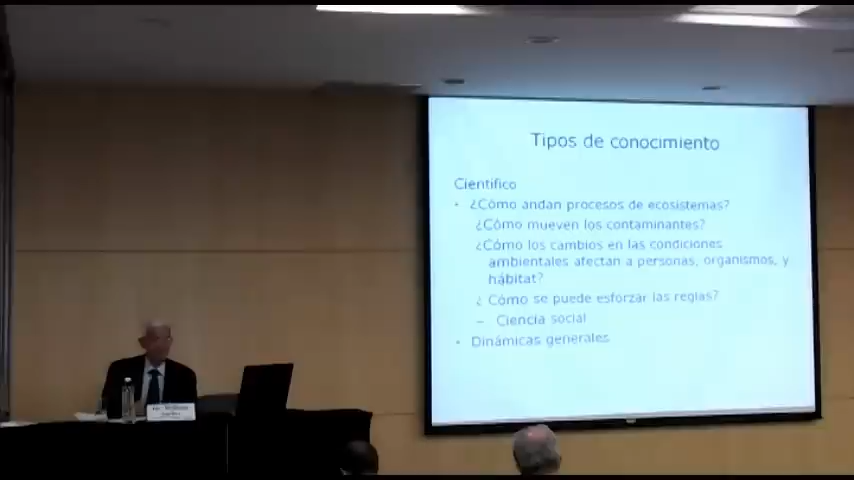 Tipos de conocimiento
Cientifico
• ¿Cómo andan procesos de ecosistemas?
¿Cómo mueven los contaminantes?
¿Cómo los cambios en las condiciones
ambientales afectan a personas, organismos, y
hábitat?
¿ Cómo se puede esforzar las reglas?
– Ciencia social
• Dinámicas generales